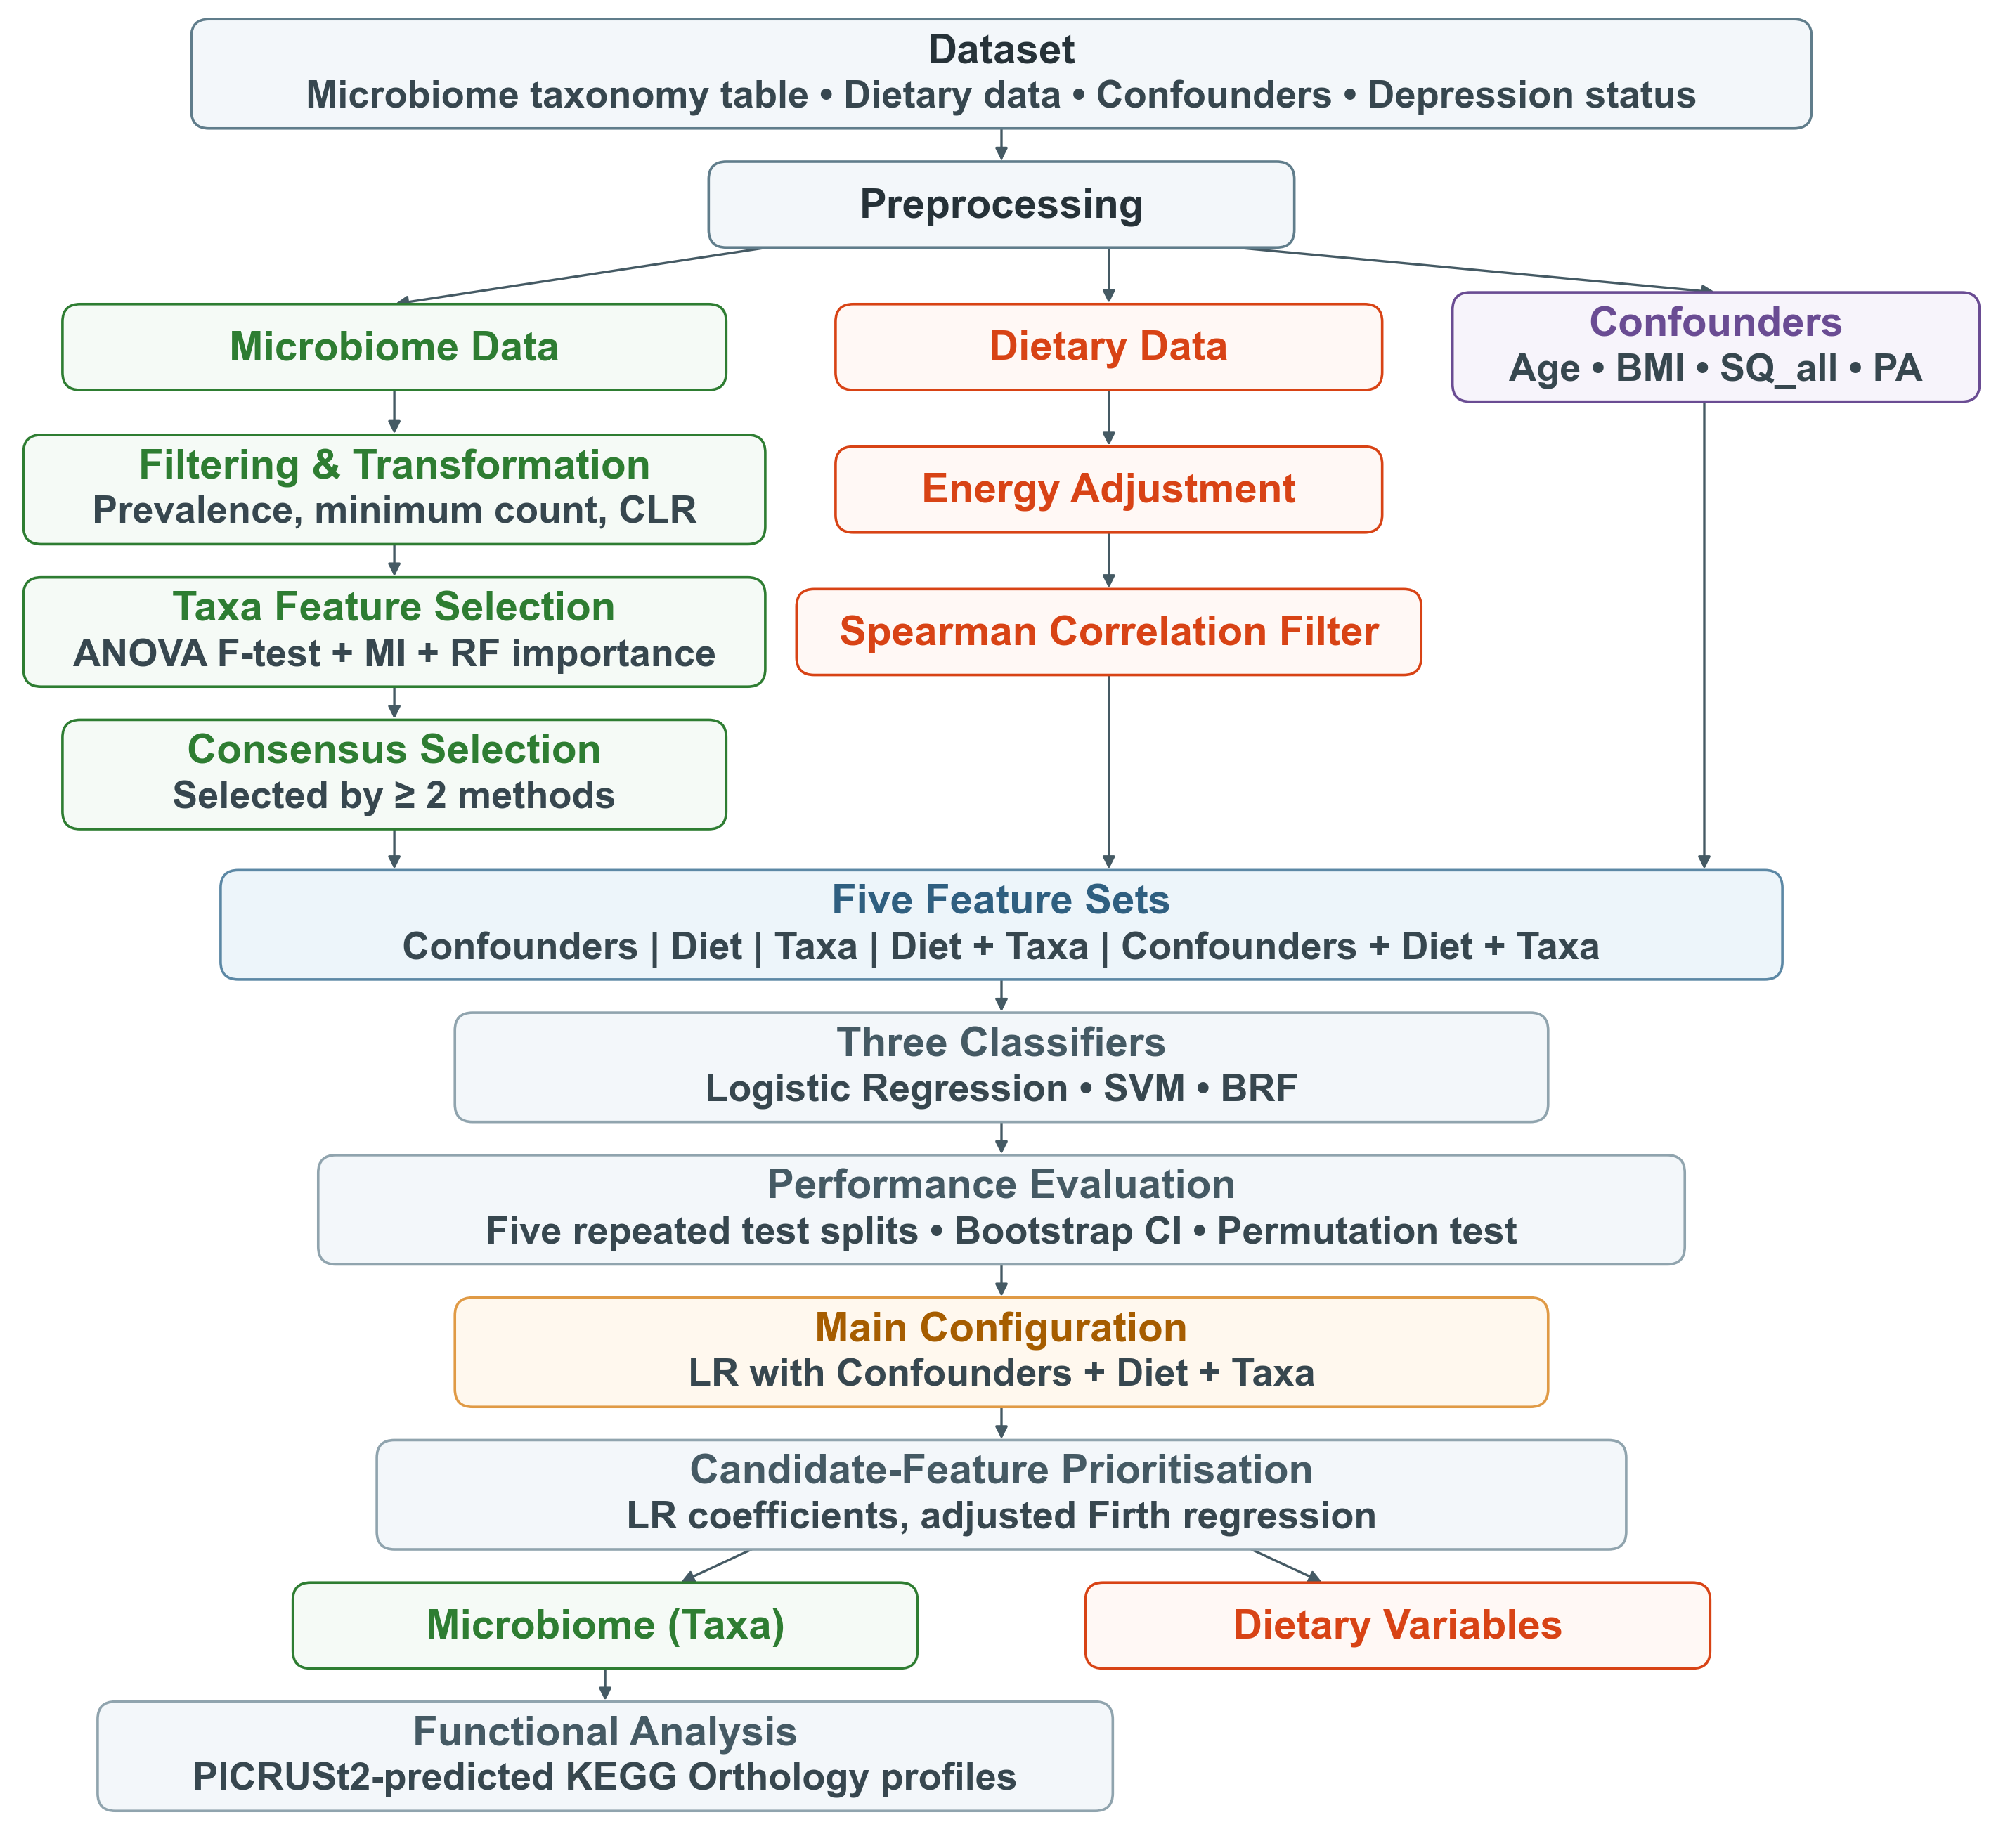 Dataset
Microbiome taxonomy table • Dietary data • Confounders • Depression status
Preprocessing
Microbiome Data
Dietary Data
Confounders
Age • BMI • SQ_all • PA
Filtering & Transformation
Prevalence, minimum count, CLR
Energy Adjustment
Taxa Feature Selection
ANOVA F-test + MI + RF importance
Spearman Correlation Filter
Consensus Selection
Selected by ≥ 2 methods
Five Feature Sets
Confounders | Diet | Taxa | Diet + Taxa | Confounders + Diet + Taxa
Three Classifiers
Logistic Regression • SVM • BRF
Performance Evaluation
Five repeated test splits • Bootstrap CI • Permutation test
Main Configuration
LR with Confounders + Diet + Taxa
Candidate-Feature Prioritisation
LR coefficients, adjusted Firth regression
Microbiome (Taxa)
Dietary Variables
Functional Analysis
PICRUSt2-predicted KEGG Orthology profiles